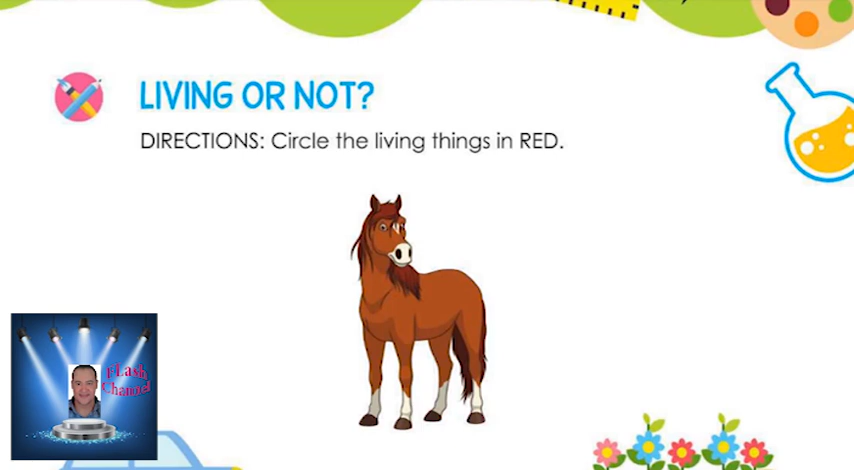 LIVING OR NOT?
DIRECTIONS: Circle the living things in RED.
FLash
Channel